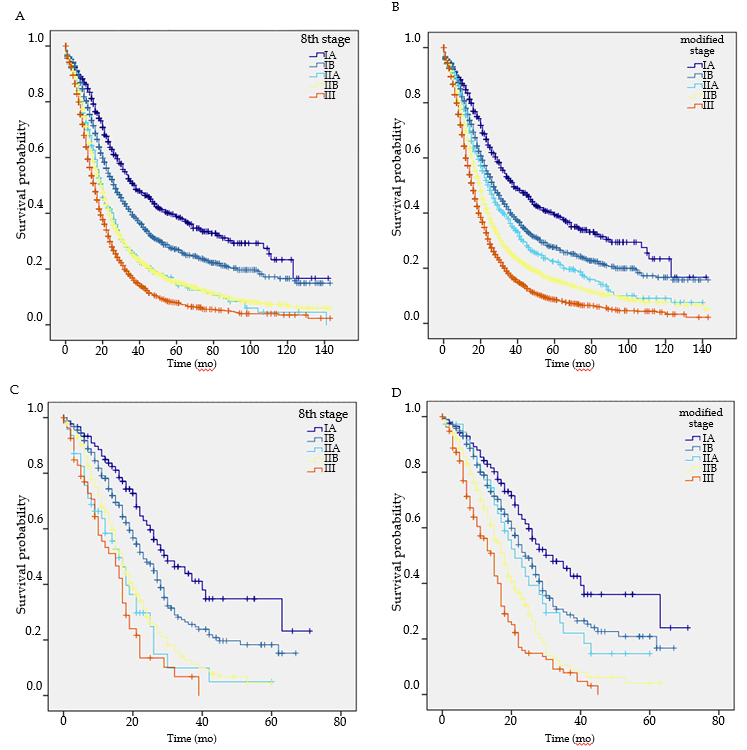 A
8th stage
IA
IB
IIA
IIB
III
Survival probability
1.0
0.8
0.6
0.4
0.2
0.0
0 20 40 60 80 100 120 140
Time (mo)
B
modified
stage
IA
IB
IIA
IIB
III
Survival probability
1.0
0.8
0.6
0.4
0.2
0.0
0 20 40 60 80 100 120 140
Time (mo)
C
8th stage
IA
IB
IIA
IIB
III
Survival probability
1.0
0.8
0.6
0.4
0.2
0.0
0 20 40 60 80
Time (mo)
D
modified
stage
IA
IB
IIA
IIB
III
Survival probability
1.0
0.8
0.6
0.4
0.2
0.0
0 20 40 60 80
Time (mo)